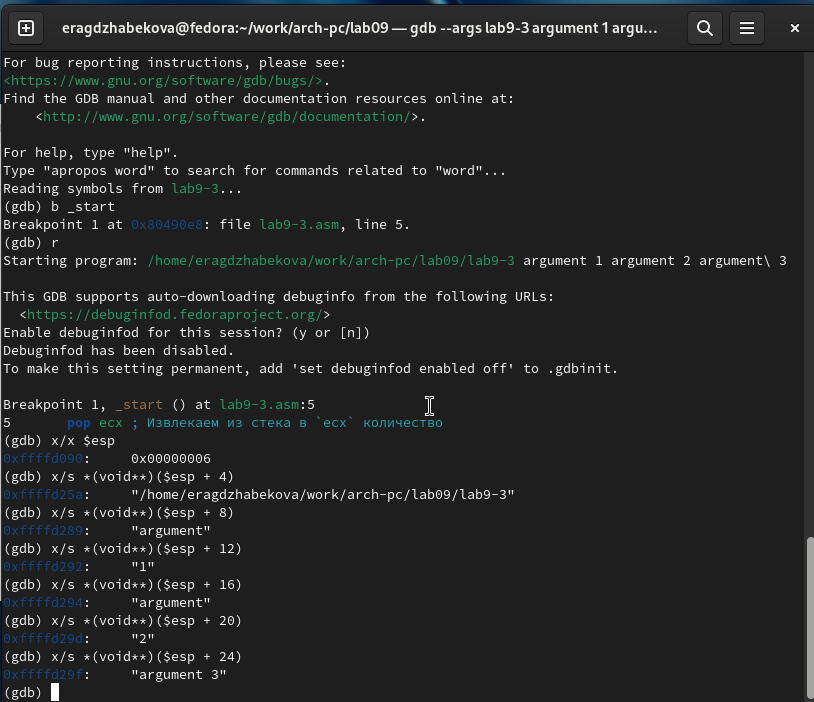 eragdzhabekova@fedora:~/work/arch-pc/lab09 — gdb --args lab9-3 argument 1 argu...
For bug reporting instructions, please see:
<https://www.gnu.org/software/gdb/bugs/>.
Find the GDB manual and other documentation resources online at:
    <http://www.gnu.org/software/gdb/documentation/>.
For help, type "help".
Type "apropos word" to search for commands related to "word"...
Reading symbols from lab9-3...
(gdb) b _start
Breakpoint 1 at 0x80490e8: file lab9-3.asm, line 5.
(gdb) r
Starting program: /home/eragdzhabekova/work/arch-pc/lab09/lab9-3 argument 1 argument 2 argument\ 3
This GDB supports auto-downloading debuginfo from the following URLs:
  <https://debuginfod.fedoraproject.org/>
Enable debuginfod for this session? (y or [n])
Debuginfod has been disabled.
To make this setting permanent, add 'set debuginfod enabled off' to .gdbinit.
Breakpoint 1, _start () at lab9-3.asm:5
5       pop ecx ; Извлекаем из стека в `ecx` количество
(gdb) x/x $esp
0xffffd090:     0x00000006
(gdb) x/s *(void**)($esp + 4)
0xffffd25a:     "/home/eragdzhabekova/work/arch-pc/lab09/lab9-3"
(gdb) x/s *(void**)($esp + 8)
0xffffd289:     "argument"
(gdb) x/s *(void**)($esp + 12)
0xffffd292:     "1"
(gdb) x/s *(void**)($esp + 16)
0xffffd294:     "argument"
(gdb) x/s *(void**)($esp + 20)
0xffffd29d:     "2"
(gdb) x/s *(void**)($esp + 24)
0xffffd29f:     "argument 3"
(gdb)